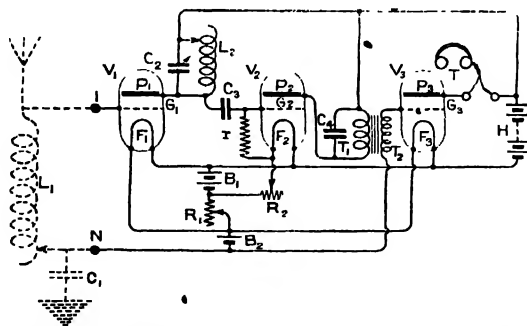 V₁ P₁ G₁ F₁
C₂ L₂
C₃
V₂ P₂ G₂ F₂
C₄ T₁ T₂
V₃ P₃ G₃ F₃
T
H
I
L₁
r
B₁
R₁ R₂
B₂
N
C₁